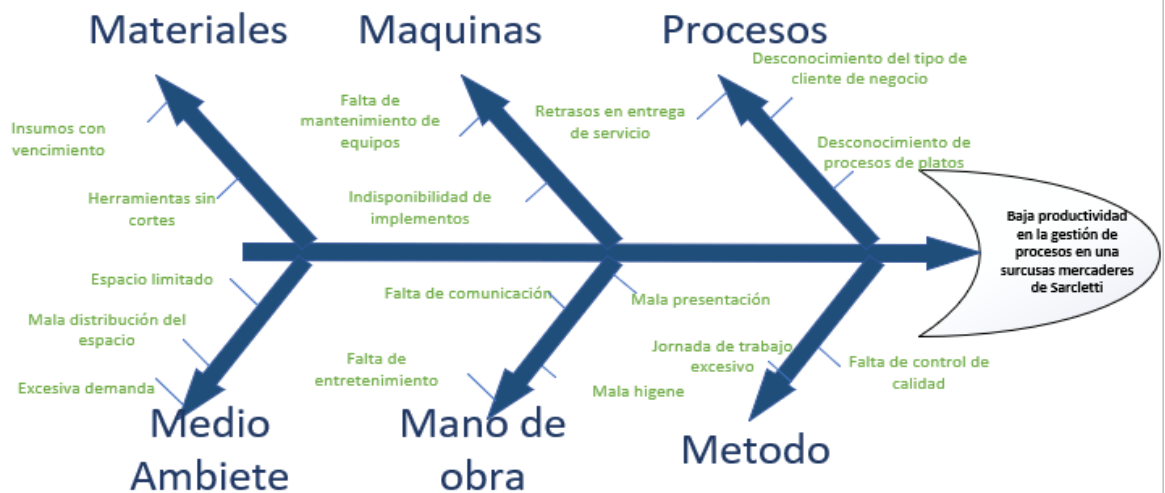 Materiales
Maquinas
Procesos
Insumos con
vencimiento
Herramientas sin
cortes
Falta de
mantenimiento de
equipos
Indisponibilidad de
implementos
Retrasos en entrega
de servicio
Desconocimiento del tipo de
cliente de negocio
Desconocimiento de
procesos de platos
Baja productividad
en la gestión de
procesos en una
surcusas mercaderes
de Sarcletti
Espacio limitado
Mala distribución del
espacio
Excesiva demanda
Falta de comunicación
Falta de
entretenimiento
Mala presentación
Mala higene
Jornada de trabajo
excesivo
Falta de control de
calidad
Medio
Ambiete
Mano de
obra
Metodo